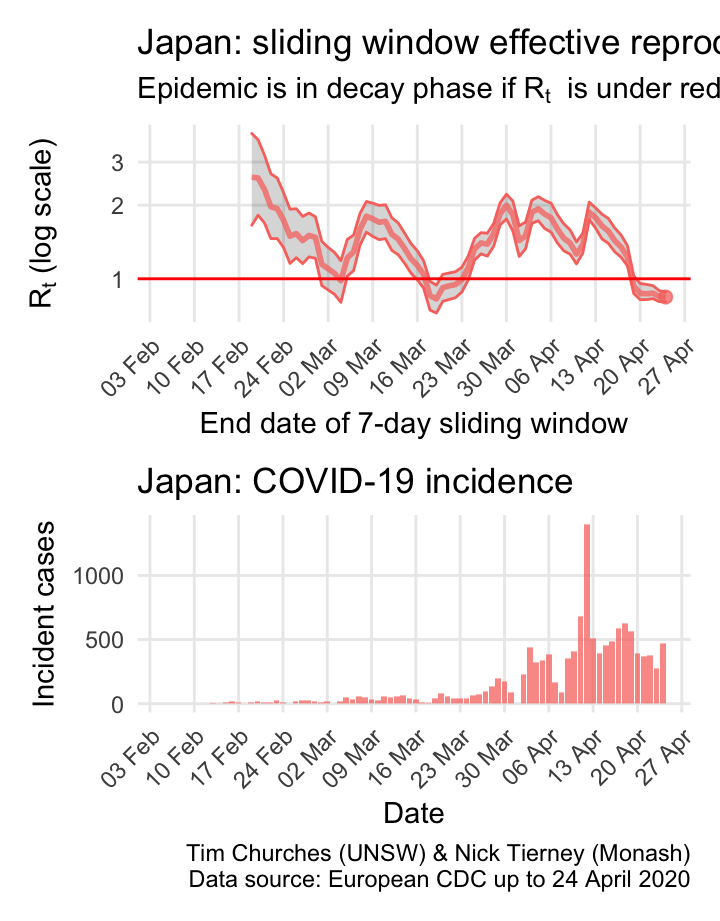 Japan: sliding window effective reproc
Epidemic is in decay phase if Rt is under red
Rt (log scale)
3
2
1
03 Feb 10 Feb 17 Feb 24 Feb 02 Mar 09 Mar 16 Mar 23 Mar 30 Mar 06 Apr 13 Apr 20 Apr 27 Apr
End date of 7-day sliding window
Japan: COVID-19 incidence
Incident cases
1000
500
0
03 Feb 10 Feb 17 Feb 24 Feb 02 Mar 09 Mar 16 Mar 23 Mar 30 Mar 06 Apr 13 Apr 20 Apr 27 Apr
Date
Tim Churches (UNSW) & Nick Tierney (Monash)
Data source: European CDC up to 24 April 2020